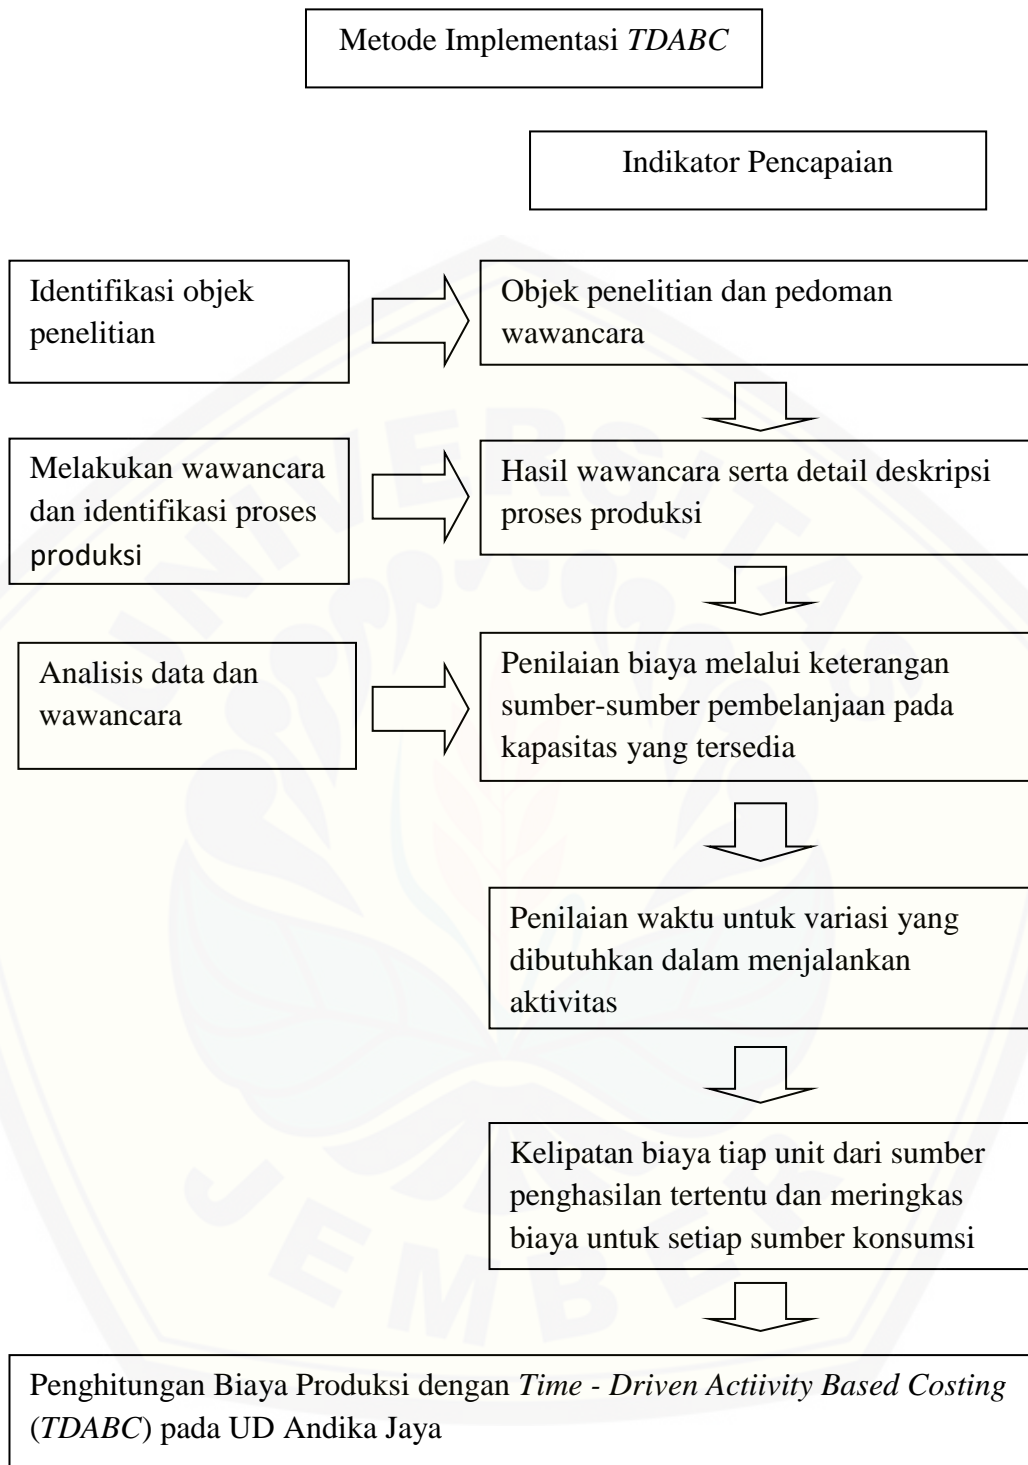 Metode Implementasi TDABC
Indikator Pencapaian
Identifikasi objek
penelitian
Objek penelitian dan pedoman
wawancara
Melakukan wawancara
dan identifikasi proses
produksi
Hasil wawancara serta detail deskripsi
proses produksi
Analisis data dan
wawancara
Penilaian biaya melalui keterangan
sumber-sumber pembelanjaan pada
kapasitas yang tersedia
Penilaian waktu untuk variasi yang
dibutuhkan dalam menjalankan
aktivitas
Kelipatan biaya tiap unit dari sumber
penghasilan tertentu dan meringkas
biaya untuk setiap sumber konsumsi
Penghitungan Biaya Produksi dengan Time - Driven Actiivity Based Costing
(TDABC) pada UD Andika Jaya
UNIVERSITAS
JEMBER